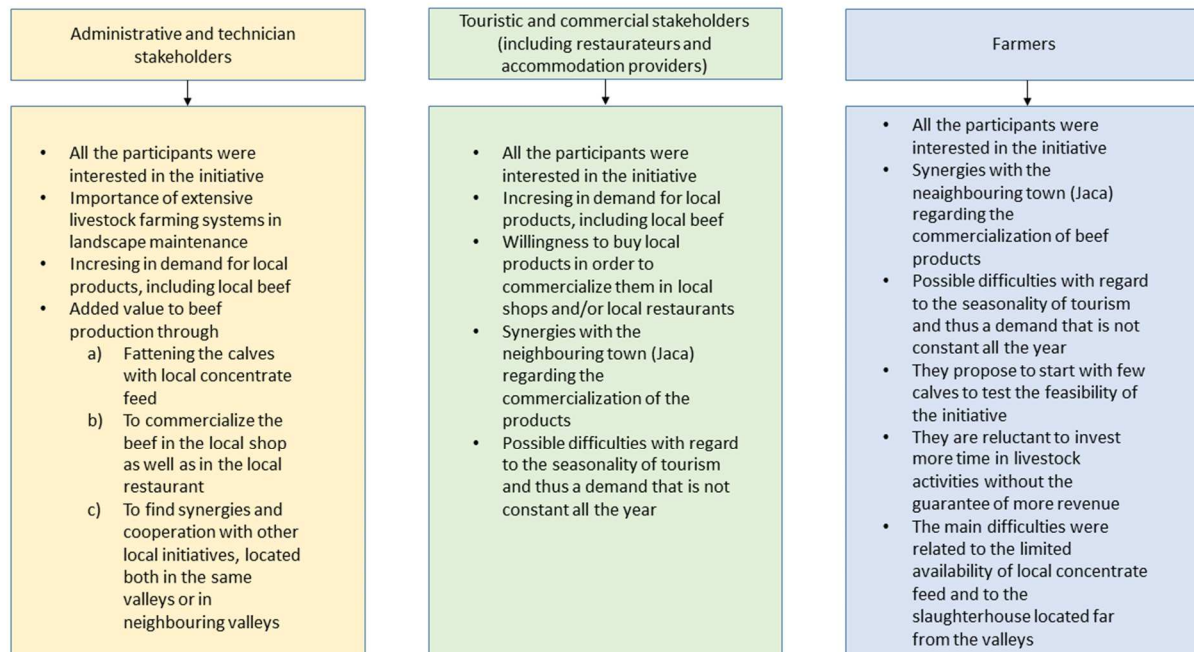 Administrative and technician
stakeholders
• All the participants were
interested in the initiative
• Importance of extensive
livestock farming systems in
landscape maintenance
• Incresing in demand for local
products, including local beef
• Added value to beef
production through
a) Fattening the calves
with local concentrate
feed
b) To commercialize the
beef in the local shop
as well as in the local
restaurant
c) To find synergies and
cooperation with other
local initiatives, located
both in the same
valleys or in
neighbouring valleys
Touristic and commercial stakeholders
(including restaurateurs and
accommodation providers)
• All the participants were
interested in the initiative
• Incresing in demand for local
products, including local beef
• Willingness to buy local
products in order to
commercialize them in local
shops and/or local restaurants
• Synergies with the
neighbouring town (Jaca)
regarding the
commercialization of the
products
• Possible difficulties with regard
to the seasonality of tourism
and thus a demand that is not
constant all the year
Farmers
• All the participants were
interested in the initiative
• Synergies with the
neaighbouring town (Jaca)
regarding the
commercialization of beef
products
• Possible difficulties with regard
to the seasonality of tourism
and thus a demand that is not
constant all the year
• They propose to start with few
calves to test the feasibility of
the initiative
• They are reluctant to invest
more time in livestock
activities without the
guarantee of more revenue
• The main difficulties were
related to the limited
availability of local concentrate
feed and to the
slaughterhouse located far
from the valleys